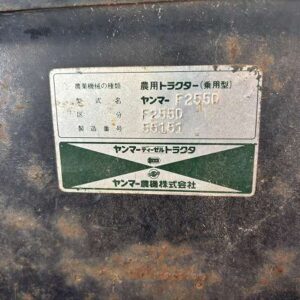 農業機械の種類 農用トラクター(乗用型)
型式名 ヤンマー F255D
区分 F255D
製造番号 55151
ヤンマーディーゼルトラクタ
ヤンマー農機株式会社